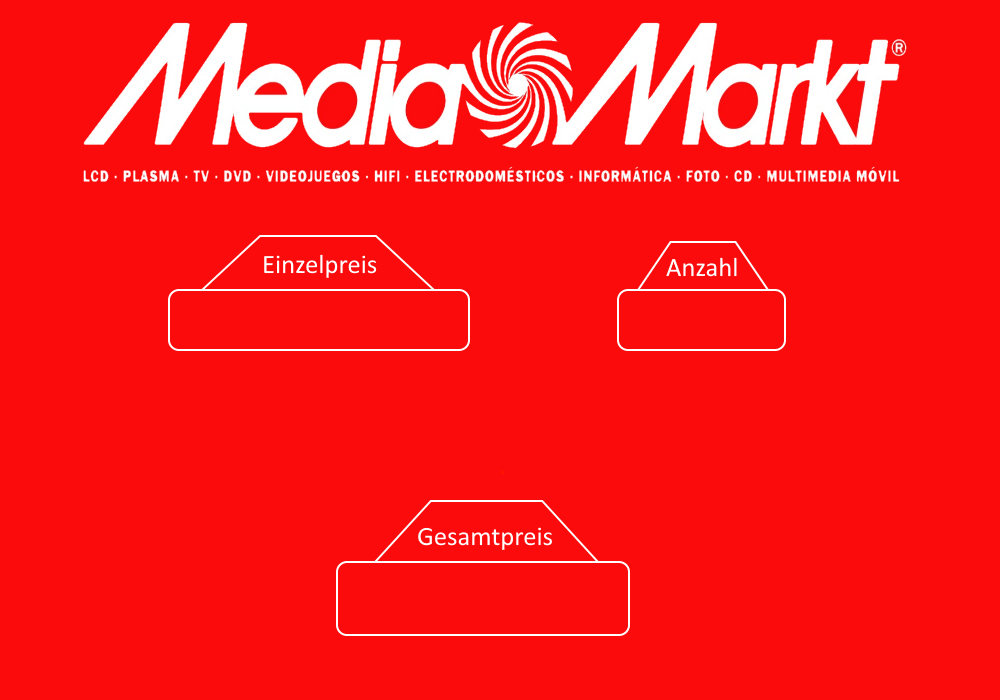 MediaMarkt®
LCD · PLASMA · TV · DVD · VIDEOJUEGOS · HIFI · ELECTRODOMÉSTICOS · INFORMÁTICA · FOTO · CD · MULTIMEDIA MÓVIL
Einzelpreis
Anzahl
Gesamtpreis